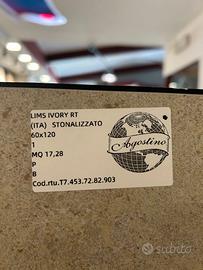 LIMS IVORY RT
(ITA) STONALIZZATO
60x120
1
MQ 17,28
P
B
Cod.rtu.T7.453.72.82.903
Agostino
subito